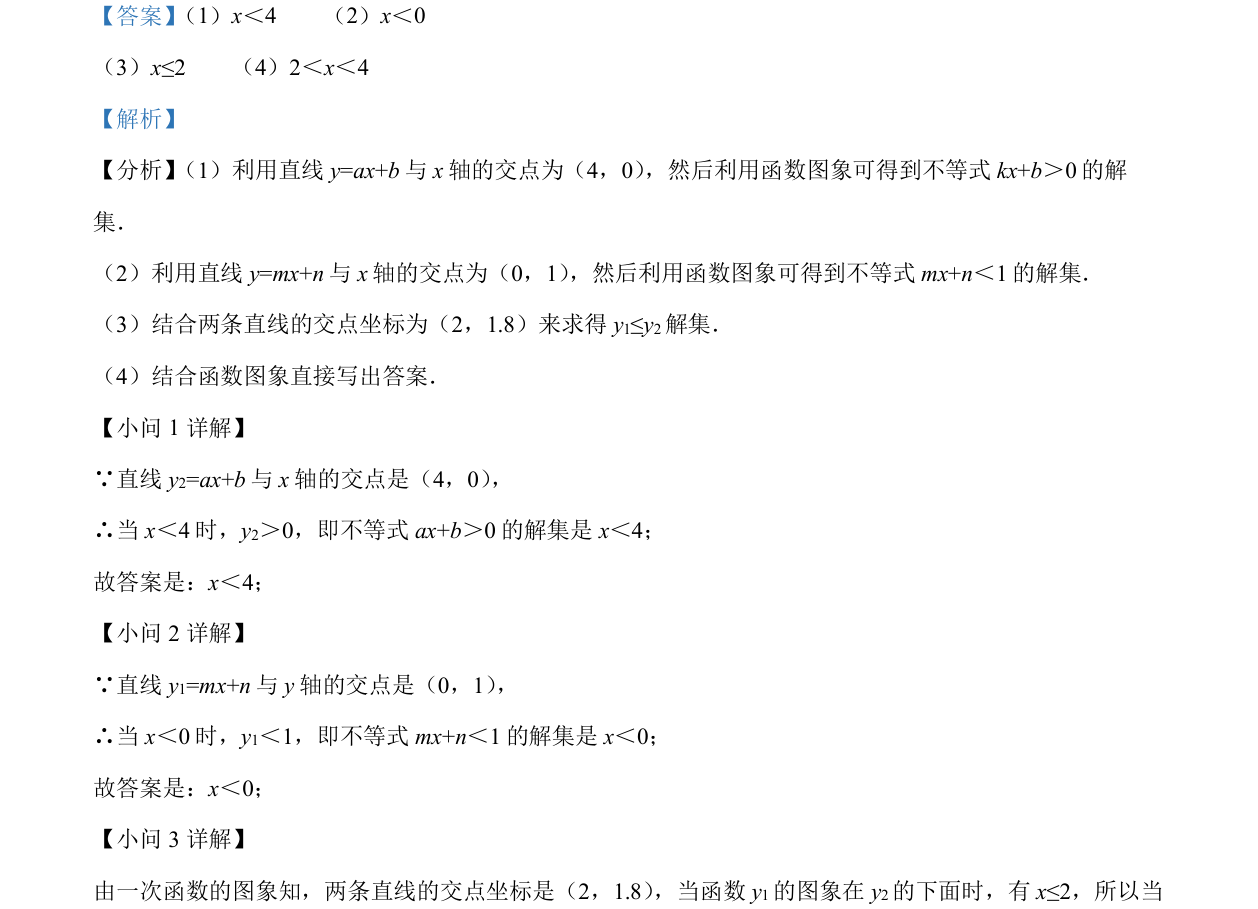 【答案】（1）x＜4　　（2）x＜0
（3）x≤2　　（4）2＜x＜4
【解析】
【分析】（1）利用直线 y=ax+b 与 x 轴的交点为（4，0），然后利用函数图象可得到不等式 kx+b＞0 的解
集．
（2）利用直线 y=mx+n 与 x 轴的交点为（0，1），然后利用函数图象可得到不等式 mx+n＜1 的解集．
（3）结合两条直线的交点坐标为（2，1.8）来求得 y₁≤y₂ 解集．
（4）结合函数图象直接写出答案．
【小问 1 详解】
∵直线 y₂=ax+b 与 x 轴的交点是（4，0），
∴当 x＜4 时，y₂＞0，即不等式 ax+b＞0 的解集是 x＜4；
故答案是：x＜4；
【小问 2 详解】
∵直线 y₁=mx+n 与 y 轴的交点是（0，1），
∴当 x＜0 时，y₁＜1，即不等式 mx+n＜1 的解集是 x＜0；
故答案是：x＜0；
【小问 3 详解】
由一次函数的图象知，两条直线的交点坐标是（2，1.8），当函数 y₁ 的图象在 y₂ 的下面时，有 x≤2，所以当